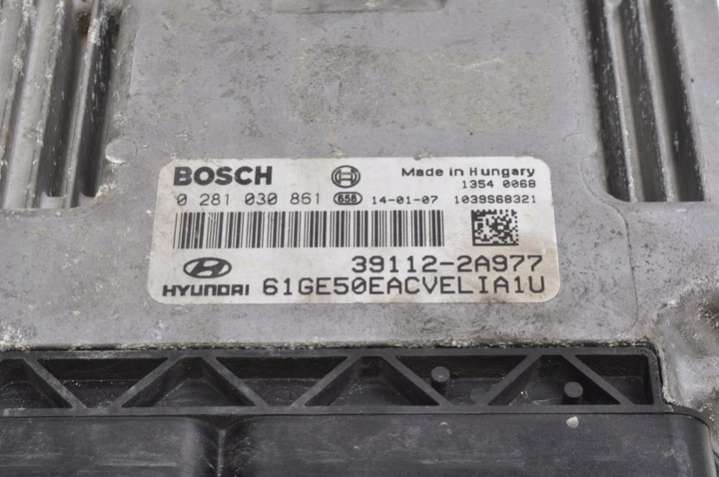 BOSCH Made in Hungary
1354 0068
0 281 030 861 658 14-01-07 1039S68321
39112-2A977
HYUNDAI 61GE50EACVELIA1U